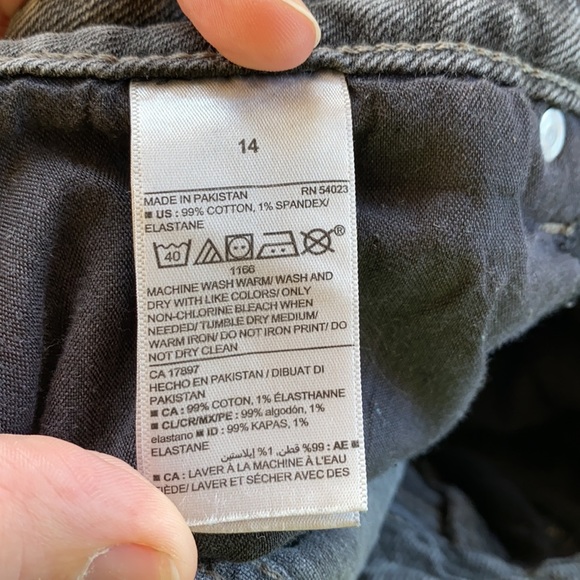 14
MADE IN PAKISTAN RN 54023
■ US : 99% COTTON, 1% SPANDEX/
ELASTANE
40 ®
1166
MACHINE WASH WARM/ WASH AND
DRY WITH LIKE COLORS/ ONLY
NON-CHLORINE BLEACH WHEN
NEEDED/ TUMBLE DRY MEDIUM/
WARM IRON/ DO NOT IRON PRINT/ DO
NOT DRY CLEAN
CA 17897
HECHO EN PAKISTAN / DIBUAT DI
PAKISTAN
■ CA : 99% COTON, 1% ÉLASTHANNE
■ CL/CR/MX/PE : 99% algodón, 1%
elastano ■ ID : 99% KAPAS, 1%
ELASTANE
■ AE : 99% قطن, 1% إيلاستين
■ CA : LAVER À LA MACHINE À L'EAU
TIÈDE/ LAVER ET SÉCHER AVEC DES